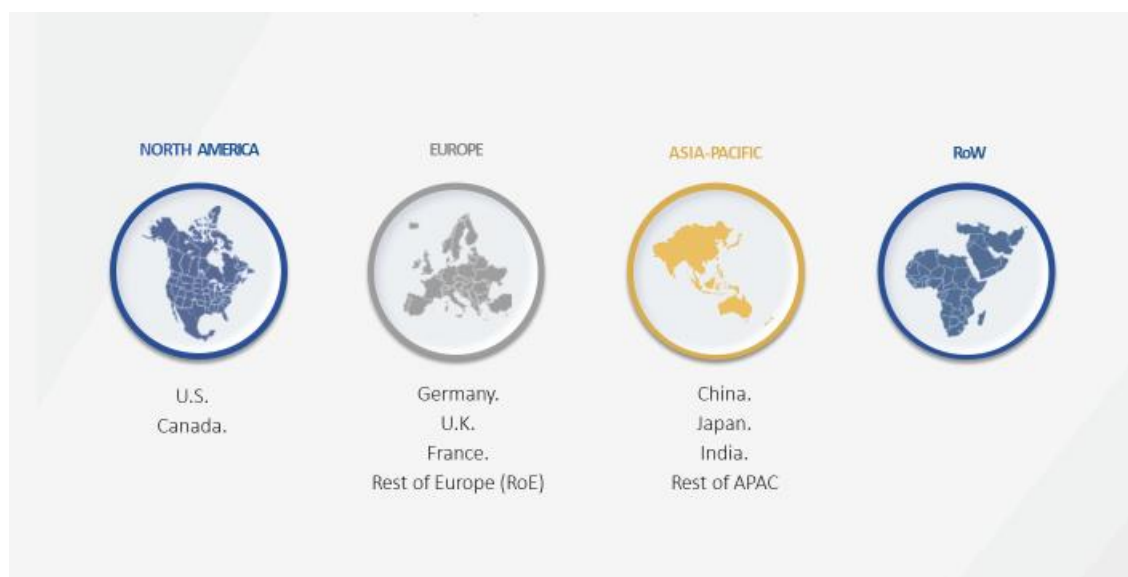 NORTH AMERICA
EUROPE
ASIA-PACIFIC
RoW
U.S.
Canada.
Germany.
U.K.
France.
Rest of Europe (RoE)
China.
Japan.
India.
Rest of APAC